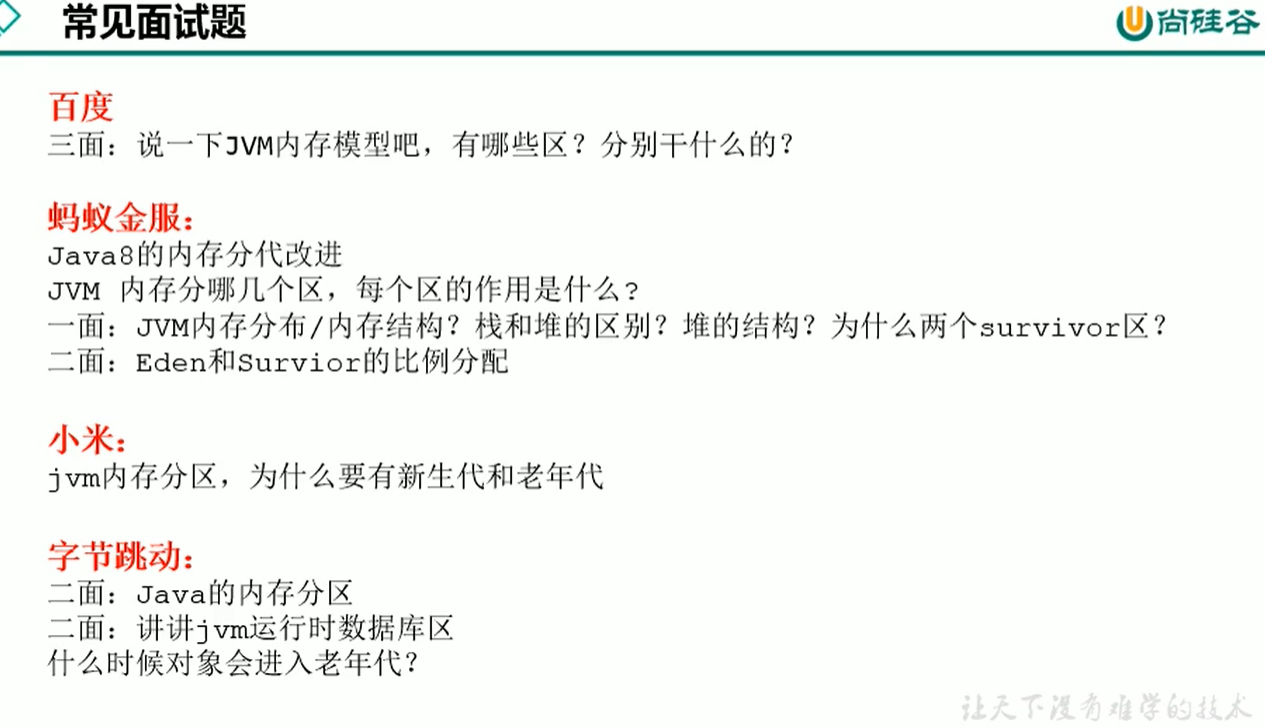 常见面试题
尚硅谷
百度
三面：说一下JVM内存模型吧，有哪些区？分别干什么的？
蚂蚁金服：
Java8的内存分代改进
JVM 内存分哪几个区，每个区的作用是什么？
一面：JVM内存分布/内存结构？栈和堆的区别？堆的结构？为什么两个survivor区？
二面：Eden和Survior的比例分配
小米：
jvm内存分区，为什么要有新生代和老年代
字节跳动：
二面：Java的内存分区
二面：讲讲jvm运行时数据库区
什么时候对象会进入老年代？
让天下没有难学的技术